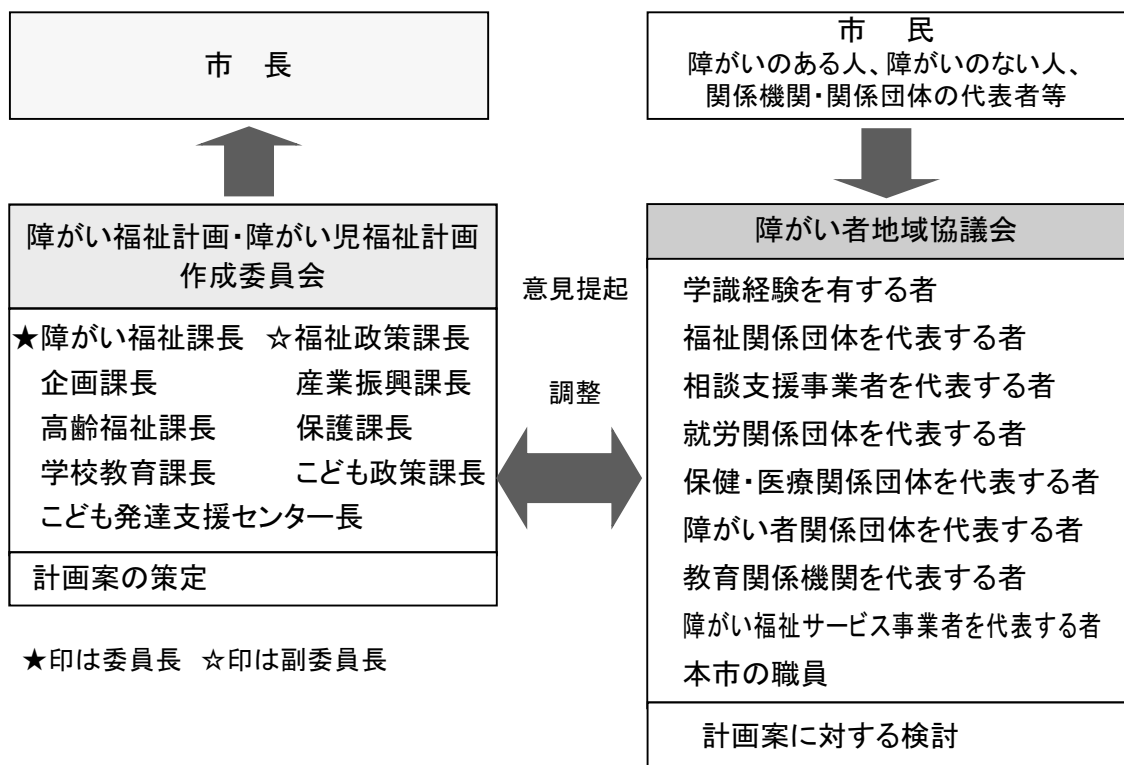 市　長
障がい福祉計画・障がい児福祉計画
作成委員会
★障がい福祉課長　☆福祉政策課長
企画課長　産業振興課長
高齢福祉課長　保護課長
学校教育課長　こども政策課長
こども発達支援センター長
計画案の策定
★印は委員長　☆印は副委員長
意見提起
調整
市　民
障がいのある人、障がいのない人、
関係機関・関係団体の代表者等
障がい者地域協議会
学識経験を有する者
福祉関係団体を代表する者
相談支援事業者を代表する者
就労関係団体を代表する者
保健・医療関係団体を代表する者
障がい者関係団体を代表する者
教育関係機関を代表する者
障がい福祉サービス事業者を代表する者
本市の職員
計画案に対する検討